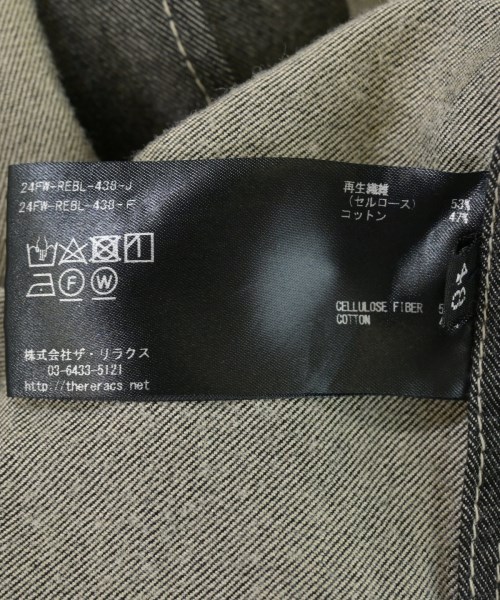 24FW-REBL-438-J
24FW-REBL-438-F
再生繊維
(セルロース) 53%
コットン 47%
F W
CELLULOSE FIBER 5
COTTON
株式会社ザ・リラクス
03-6433-5121
http://thereracs.net